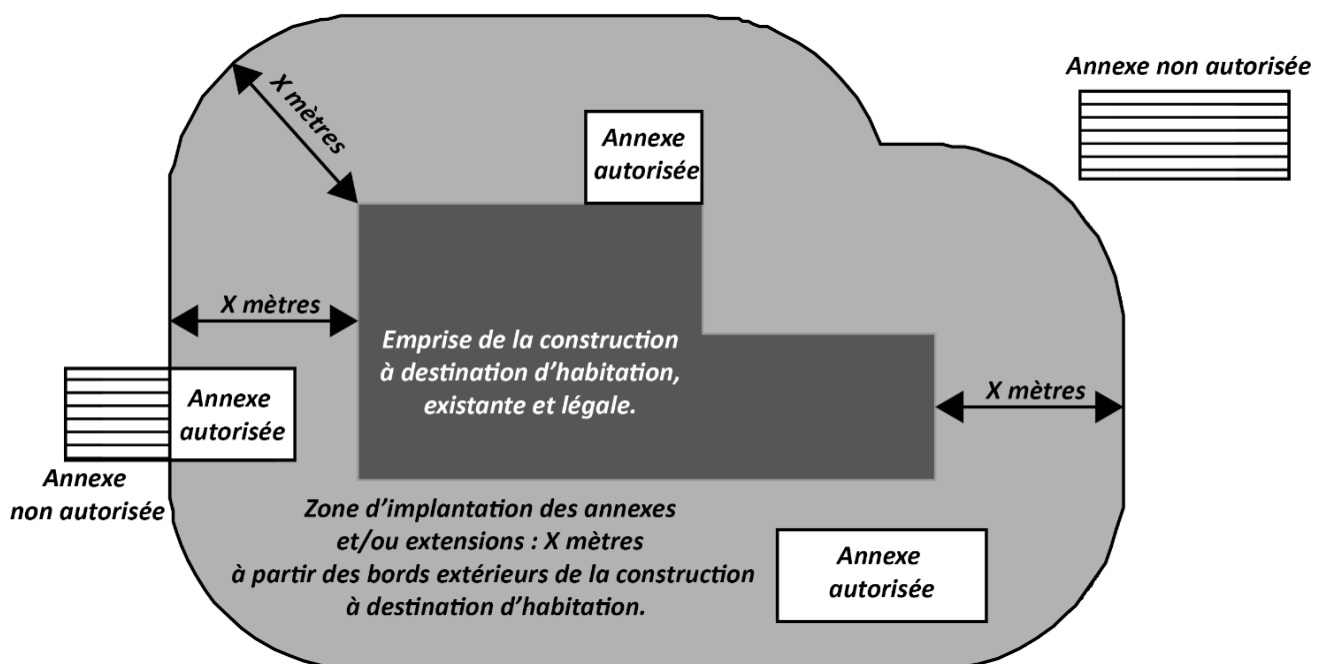 Annexe non autorisée
X mètres
Annexe
autorisée
X mètres
Emprise de la construction
à destination d'habitation,
existante et légale.
X mètres
Annexe
autorisée
Annexe
non autorisée
Zone d'implantation des annexes
et/ou extensions : X mètres
à partir des bords extérieurs de la construction
à destination d'habitation.
Annexe
autorisée